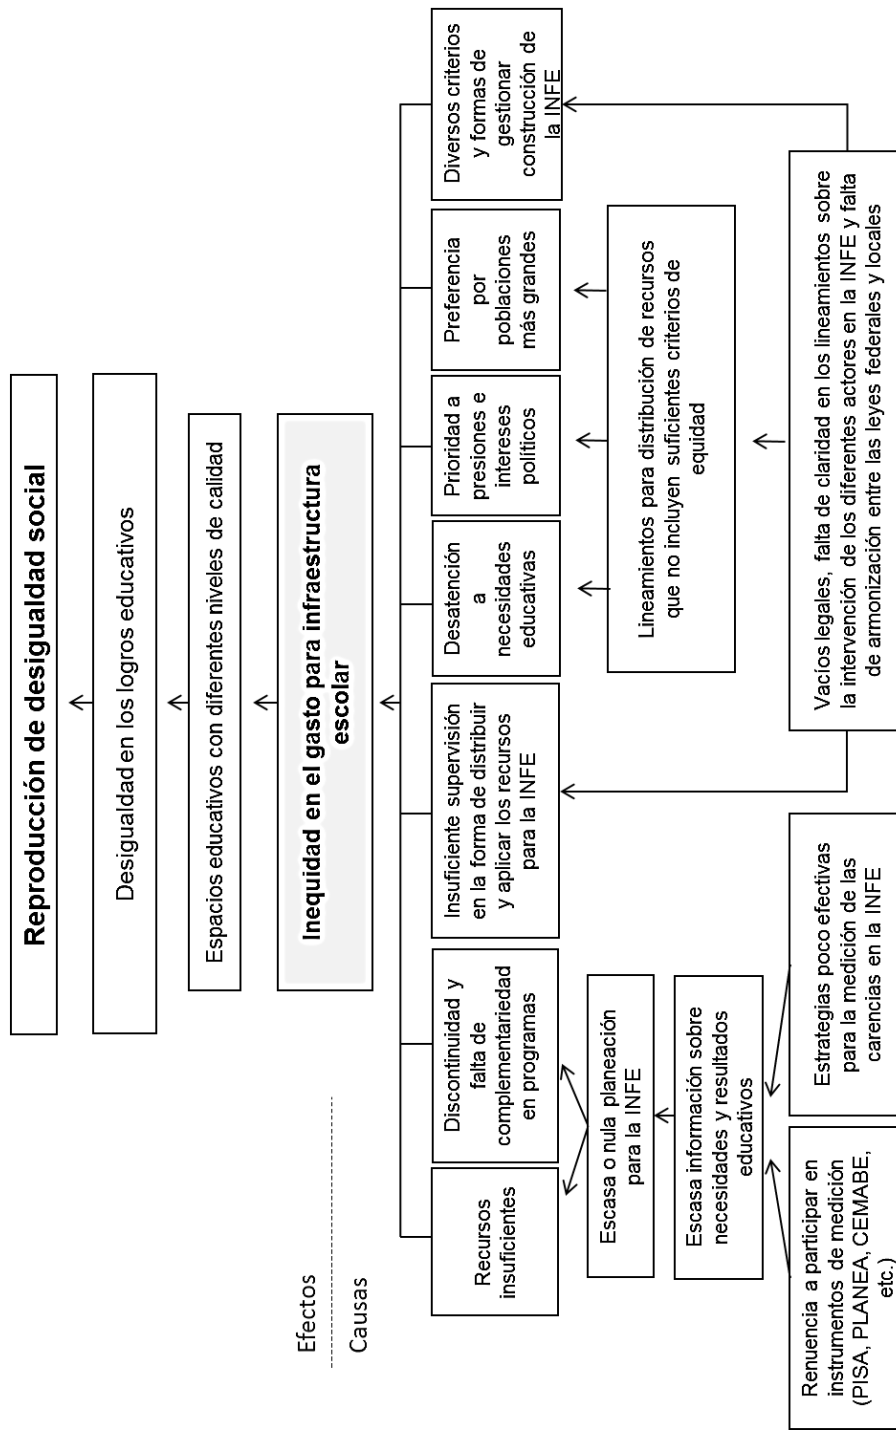 Reproducción de desigualdad social
Desigualdad en los logros educativos
Espacios educativos con diferentes niveles de calidad
Inequidad en el gasto para infraestructura
escolar
Efectos
Causas
Recursos
insuficientes
Discontinuidad y
falta de
complementariedad
en programas
Insuficiente supervisión
en la forma de distribuir
y aplicar los recursos
para la INFE
Desatención
a
necesidades
educativas
Prioridad a
presiones e
intereses
políticos
Preferencia
por
poblaciones
más grandes
Diversos criterios
y formas de
gestionar
construcción de
la INFE
Escasa o nula planeación
para la INFE
Lineamientos para distribución de recursos
que no incluyen suficientes criterios de
equidad
Escasa información sobre
necesidades y resultados
educativos
Renuencia a participar en
instrumentos de medición
(PISA, PLANEA, CEMABE,
etc.)
Estrategias poco efectivas
para la medición de las
carencias en la INFE
Vacíos legales, falta de claridad en los lineamientos sobre
la intervención de los diferentes actores en la INFE y falta
de armonización entre las leyes federales y locales